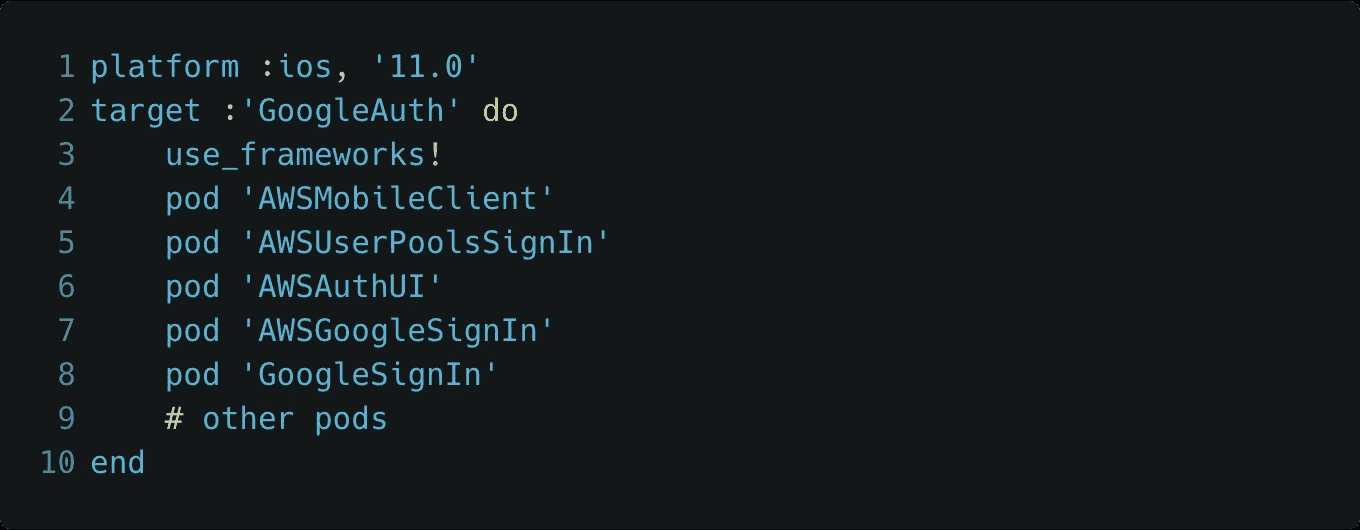 1 platform :ios, '11.0'
2 target :'GoogleAuth' do
3     use_frameworks!
4     pod 'AWSMobileClient'
5     pod 'AWSUserPoolsSignIn'
6     pod 'AWSAuthUI'
7     pod 'AWSGoogleSignIn'
8     pod 'GoogleSignIn'
9     # other pods
10 end